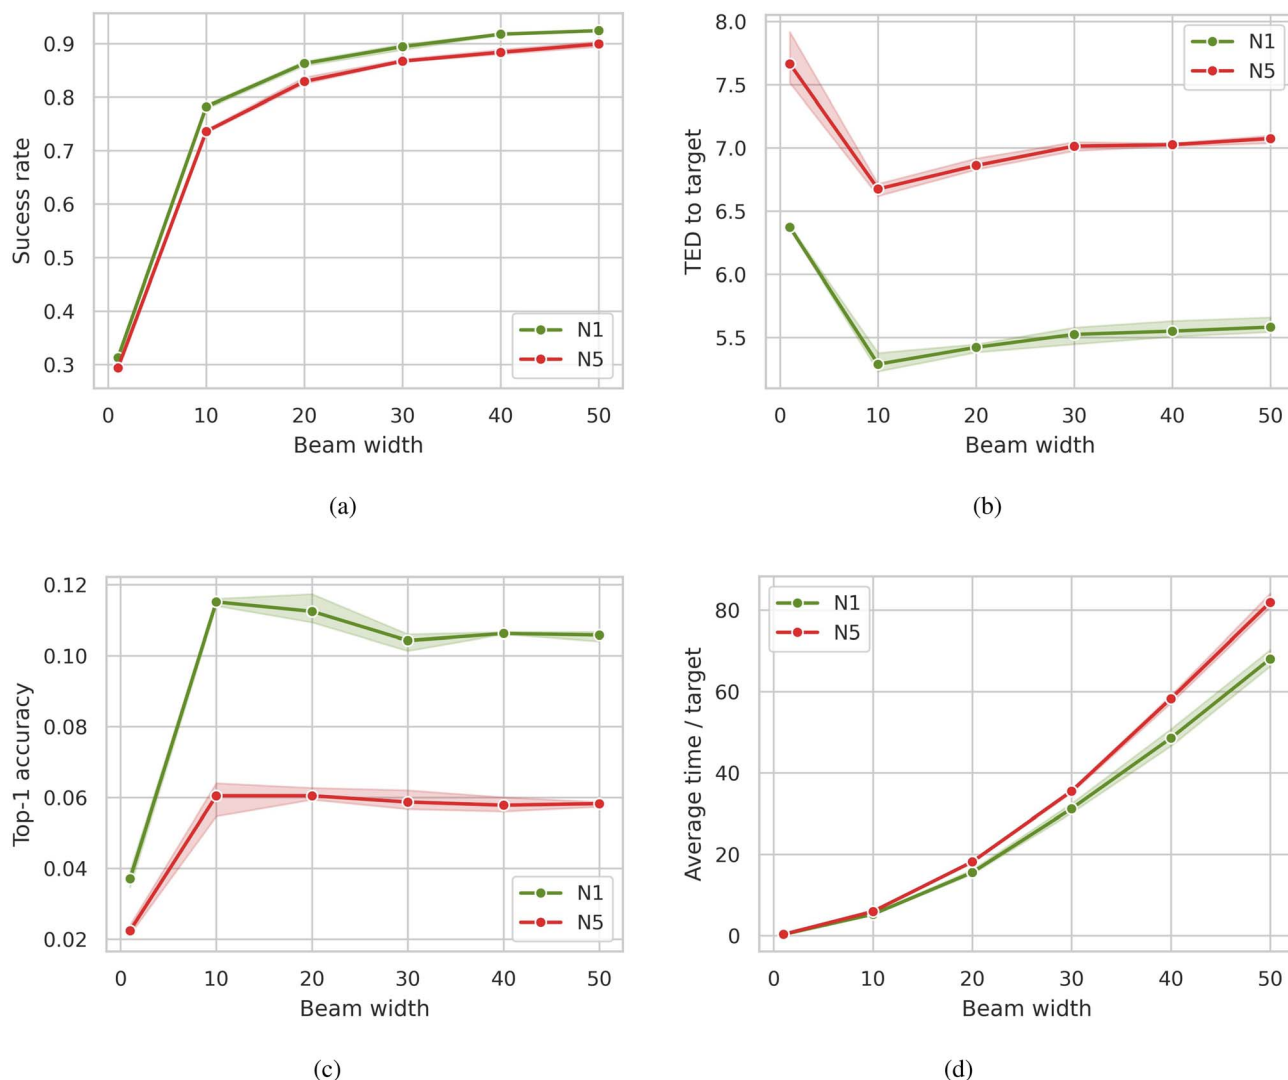 Sucess rate
0.9
0.8
0.7
0.6
0.5
0.4
0.3
N1
N5
0 10 20 30 40 50
Beam width
(a)
TED to target
8.0
7.5
7.0
6.5
6.0
5.5
N1
N5
0 10 20 30 40 50
Beam width
(b)
Top-1 accuracy
0.12
0.10
0.08
0.06
0.04
0.02
N1
N5
0 10 20 30 40 50
Beam width
(c)
Average time / target
80
60
40
20
0
N1
N5
0 10 20 30 40 50
Beam width
(d)